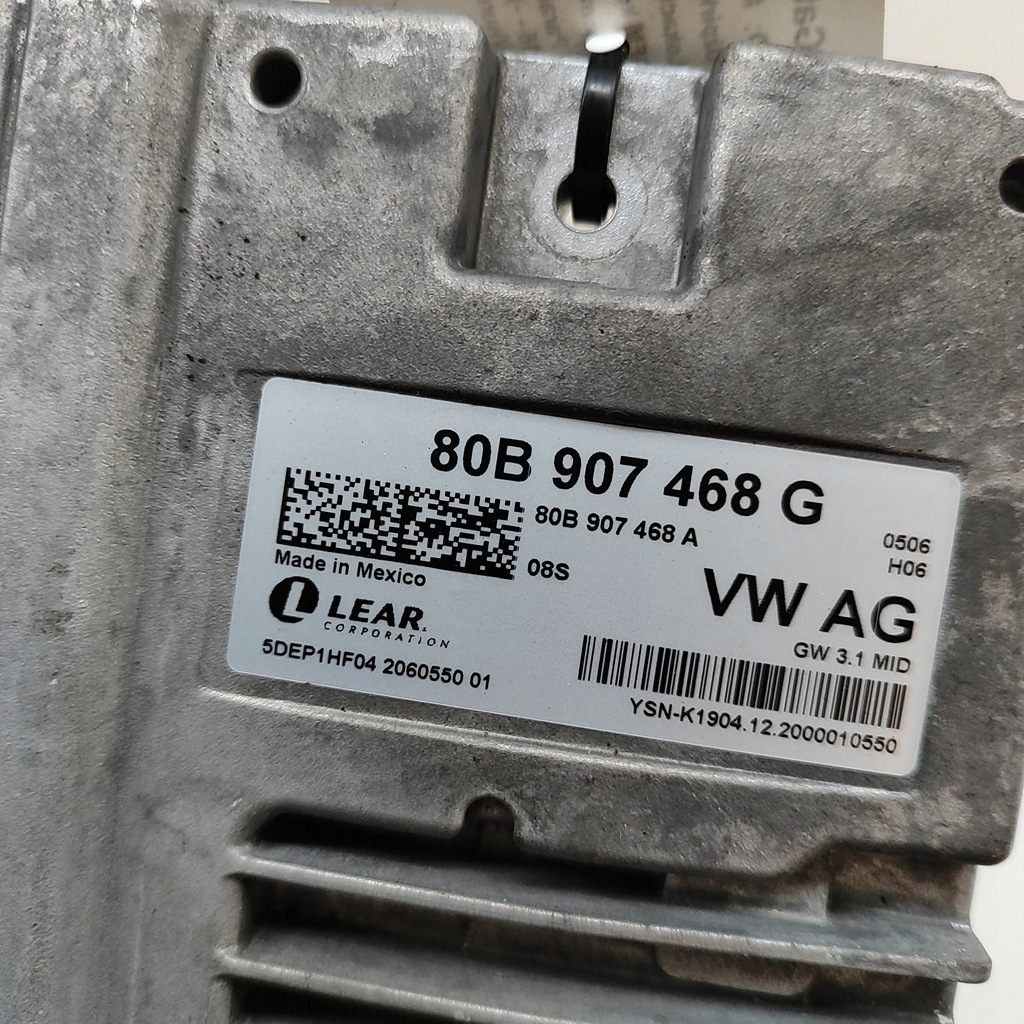 80B 907 468 G
80B 907 468 A
0506
H06
08S
Made in Mexico
VW AG
LEAR
CORPORATION
GW 3.1 MID
5DEP1HF04 2060550 01
YSN-K1904.12.2000010550